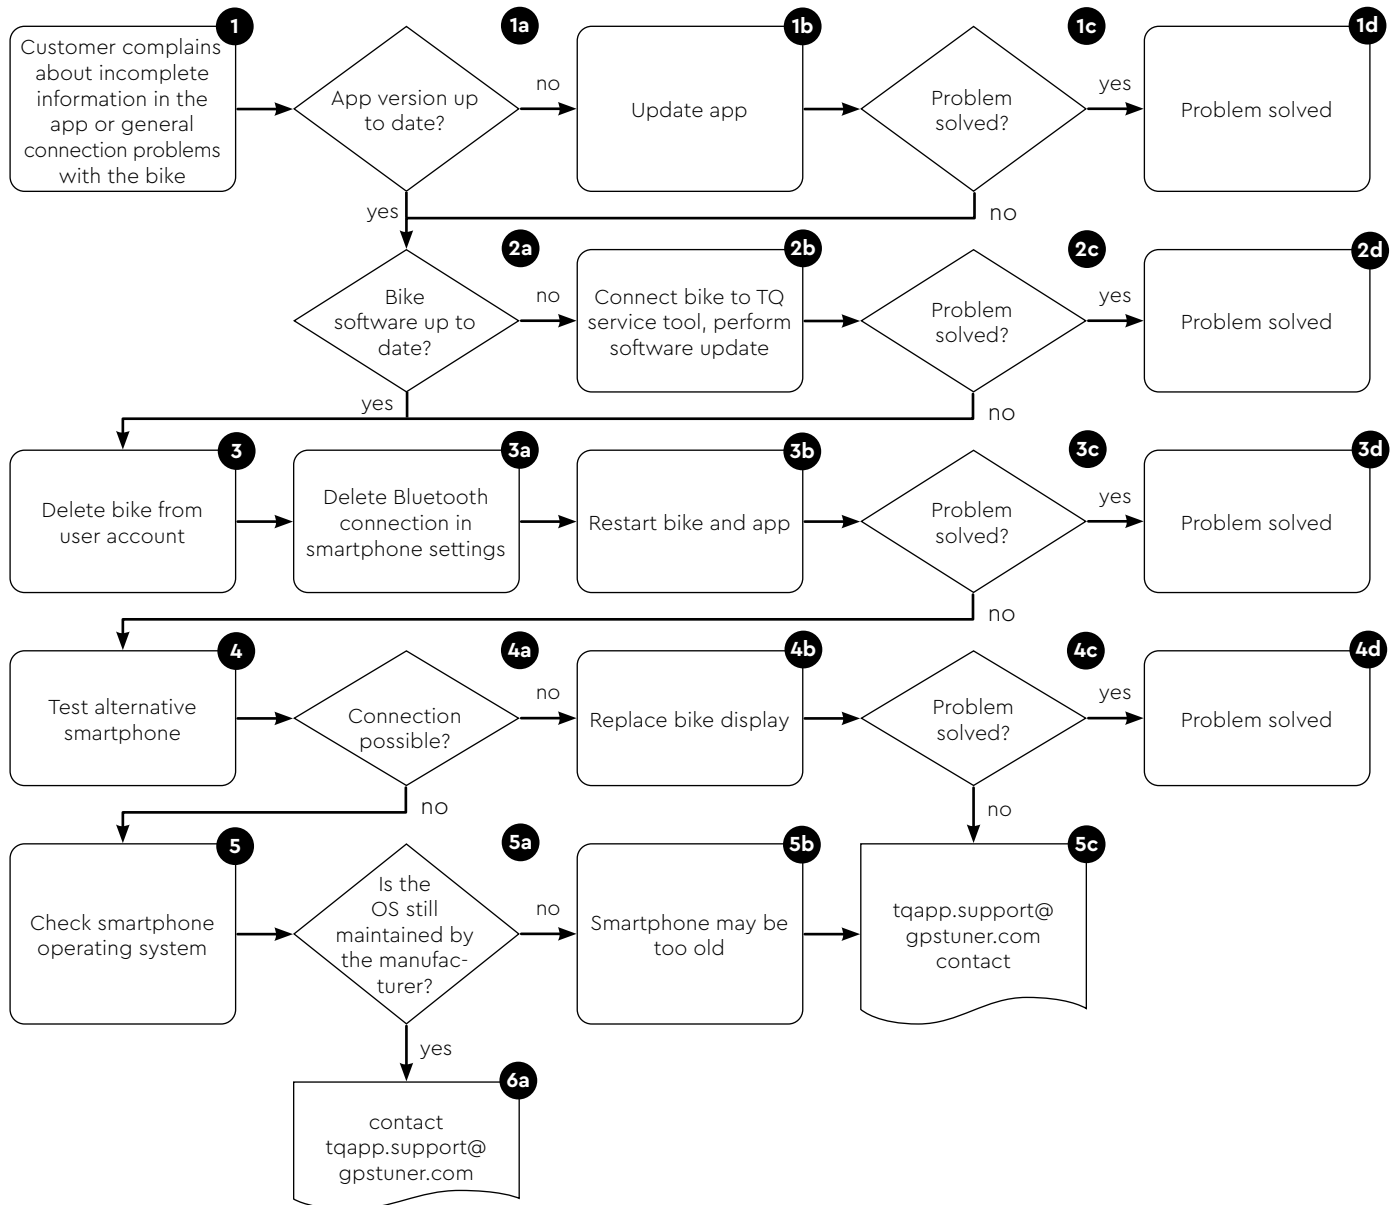 1
Customer complains
about incomplete
information in the
app or general
connection problems
with the bike
1a
App version up
to date?
no
1b
Update app
1c
Problem
solved?
yes
1d
Problem solved
yes
no
2a
Bike
software up to
date?
no
2b
Connect bike to TQ
service tool, perform
software update
2c
Problem
solved?
yes
2d
Problem solved
yes
no
3
Delete bike from
user account
3a
Delete Bluetooth
connection in
smartphone settings
3b
Restart bike and app
3c
Problem
solved?
yes
3d
Problem solved
no
4
Test alternative
smartphone
4a
Connection
possible?
no
4b
Replace bike display
4c
Problem
solved?
yes
4d
Problem solved
no
no
5
Check smartphone
operating system
5a
Is the
OS still
maintained by
the manufac-
turer?
no
5b
Smartphone may be
too old
5c
tqapp.support@
gpstuner.com
contact
yes
6a
contact
tqapp.support@
gpstuner.com